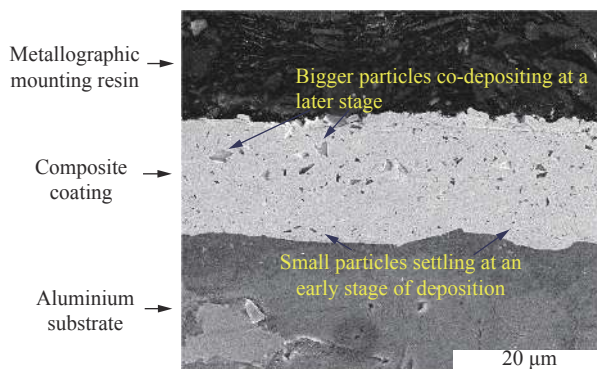 Metallographic
mounting resin
Bigger particles co-depositing at a
later stage
Composite
coating
Small particles settling at an
early stage of deposition
Aluminium
substrate
20 μm